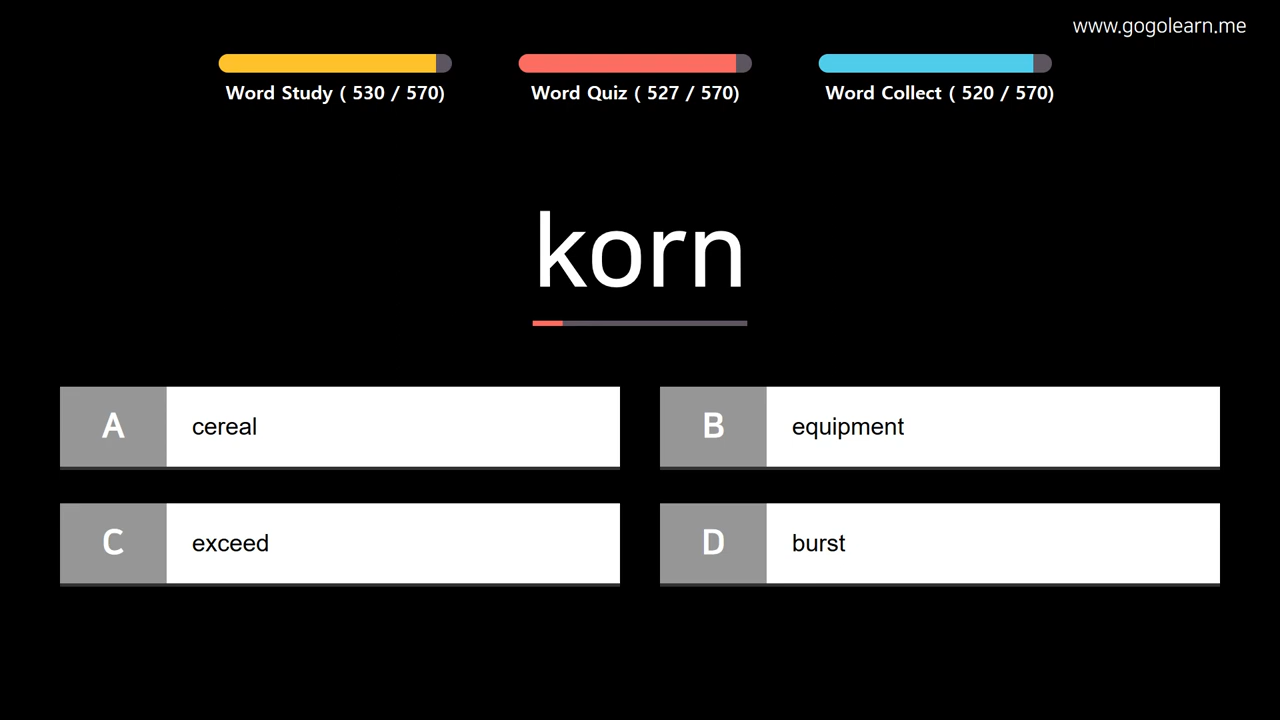 www.gogolearn.me
Word Study ( 530 / 570)
Word Quiz ( 527 / 570)
Word Collect ( 520 / 570)
korn
A cereal
B equipment
C exceed
D burst